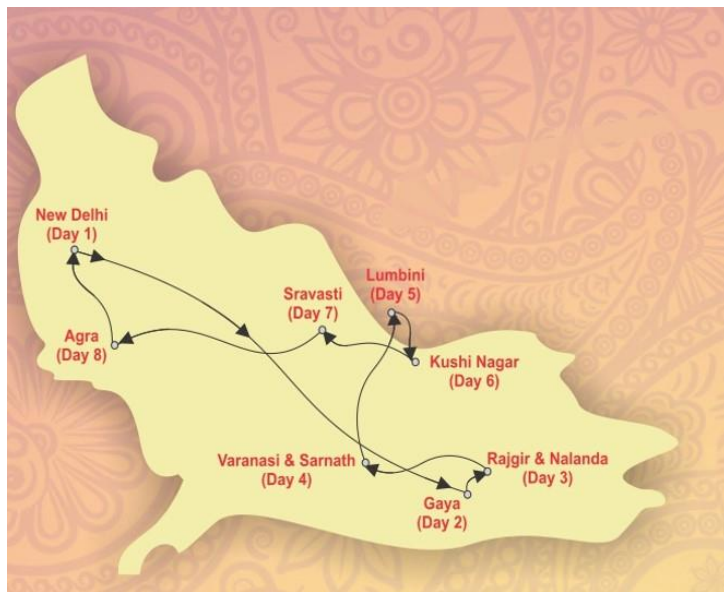 New Delhi
(Day 1)
Lumbini
(Day 5)
Sravasti
(Day 7)
Agra
(Day 8)
Kushi Nagar
(Day 6)
Varanasi & Sarnath
(Day 4)
Rajgir & Nalanda
(Day 3)
Gaya
(Day 2)